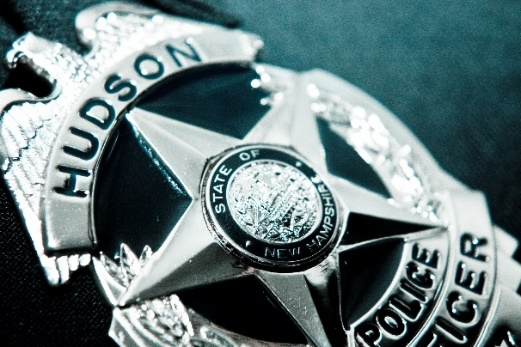 HUDSON
STATE OF
NEW HAMPSHIRE
POLICE
OFFICER